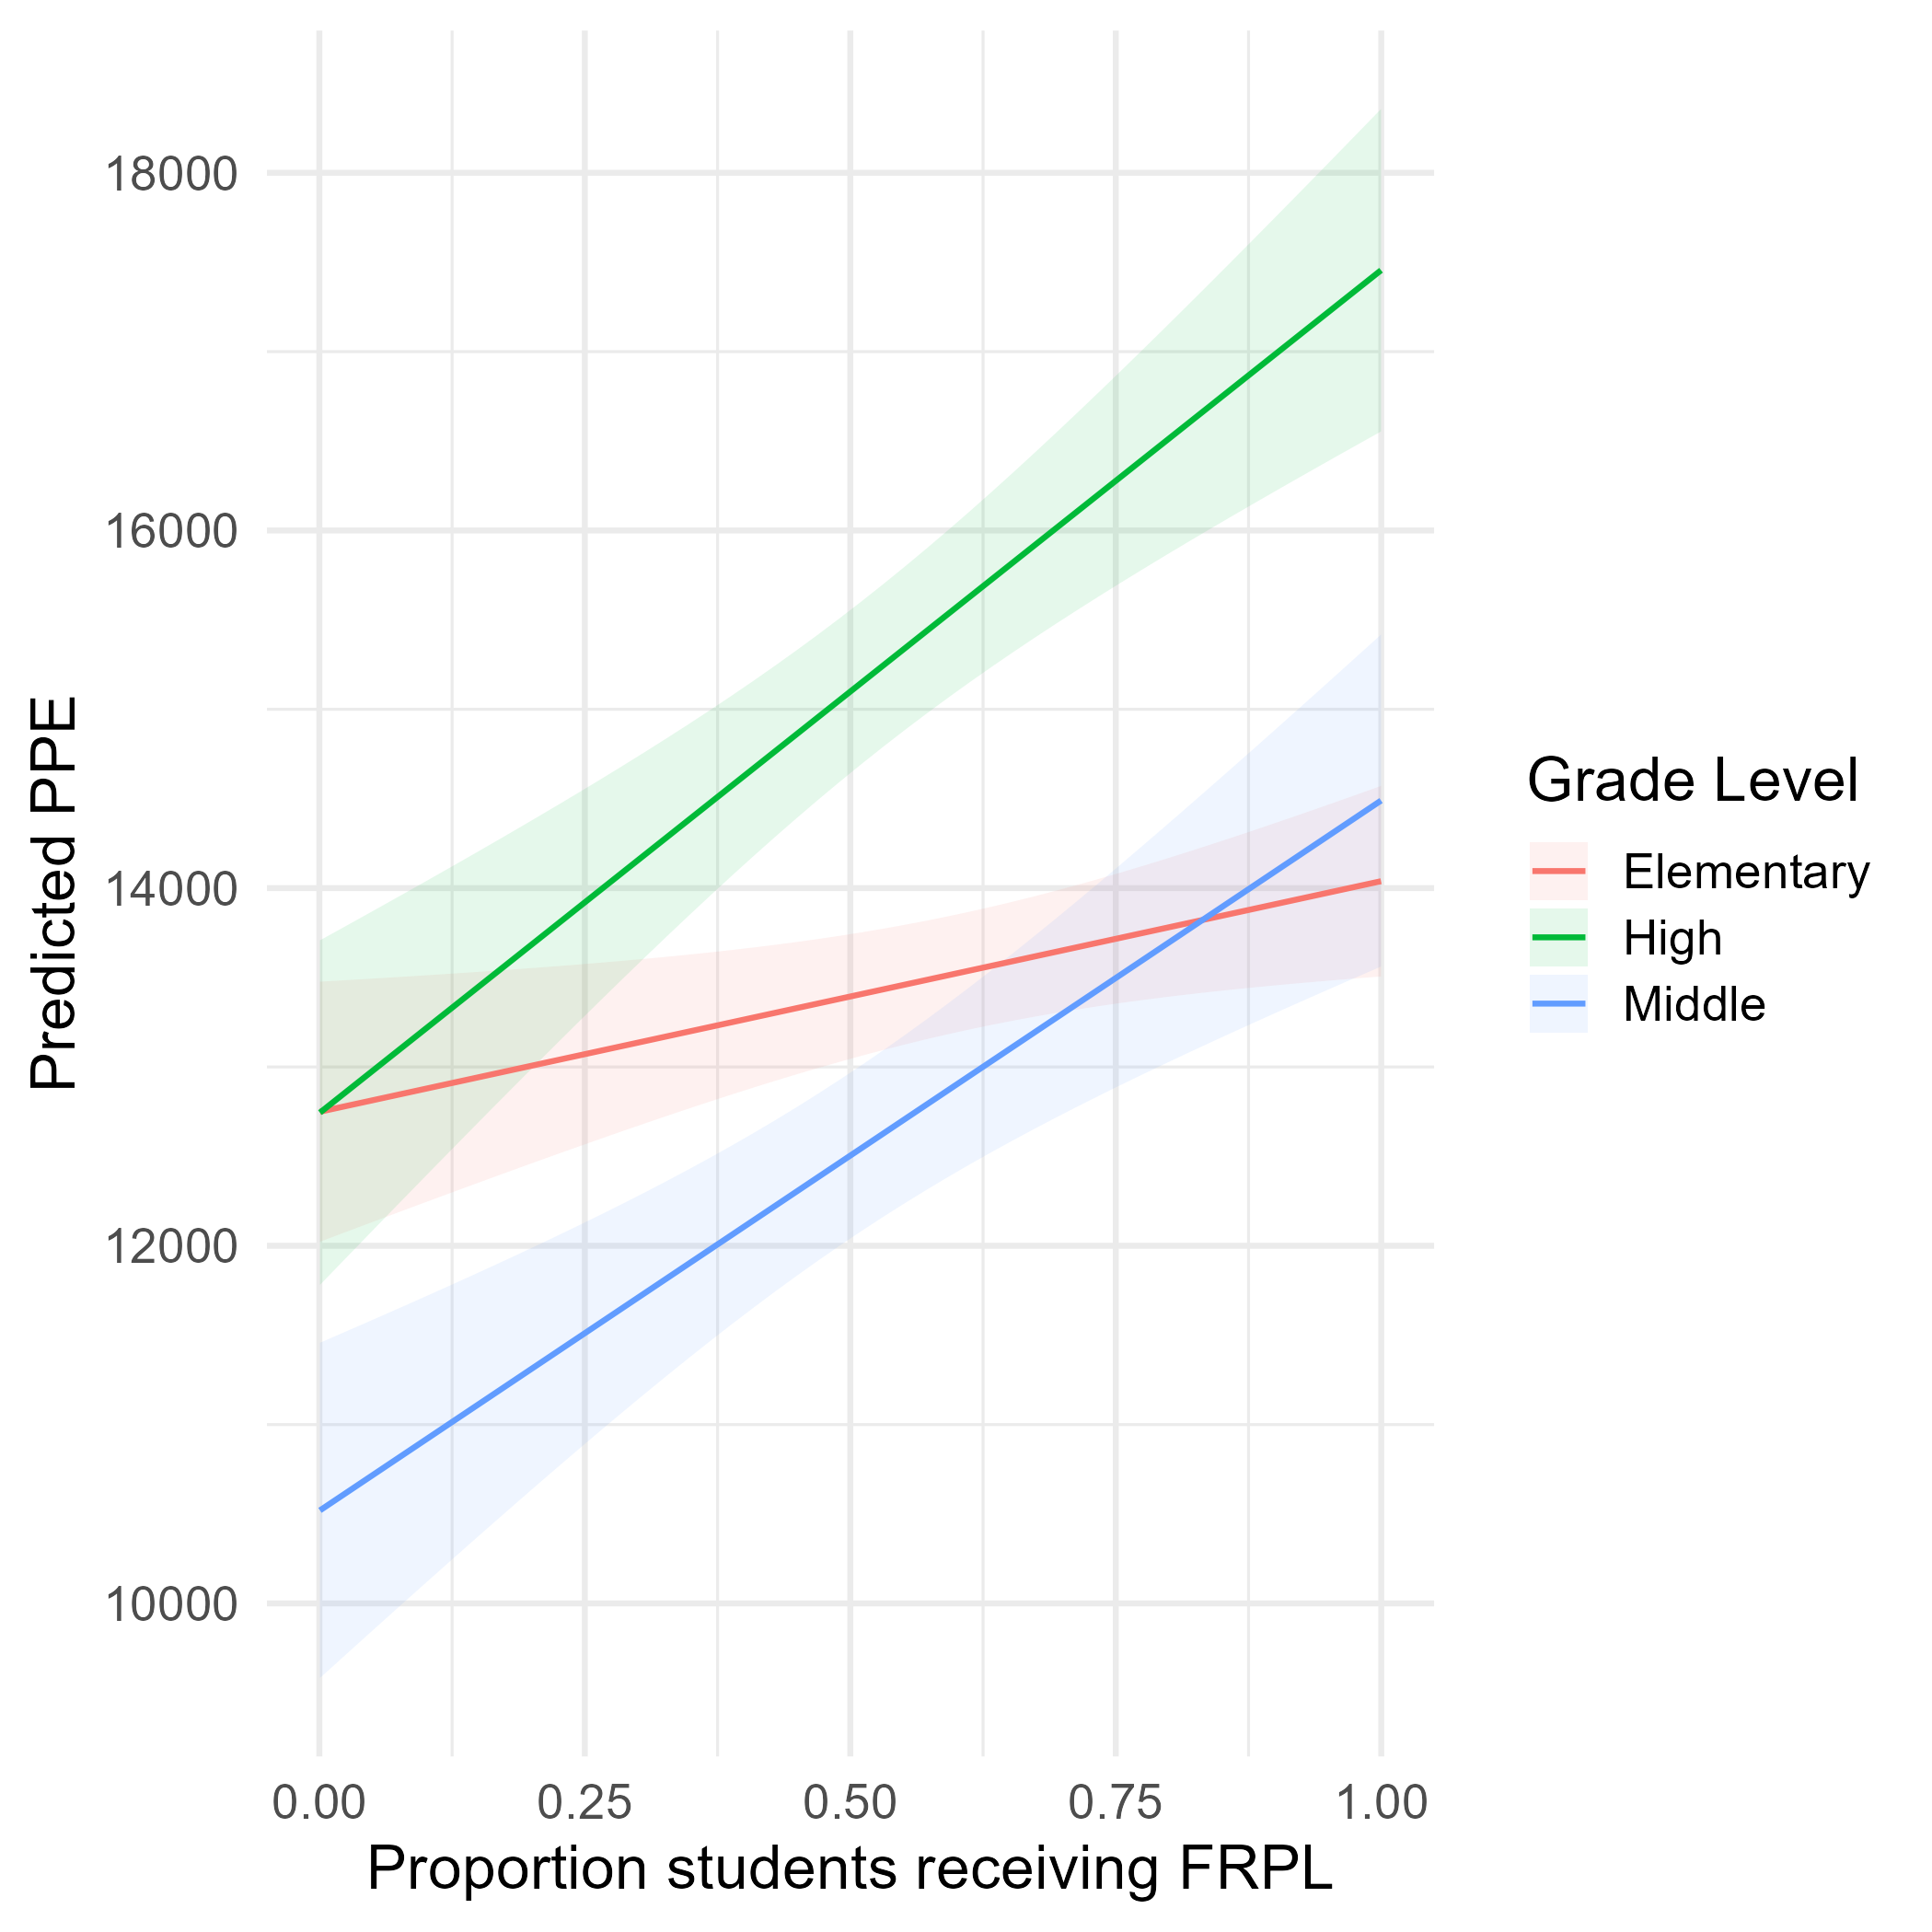 18000
16000
14000
12000
10000
Predicted PPE
0.00 0.25 0.50 0.75 1.00
Proportion students receiving FRPL
Grade Level
Elementary
High
Middle